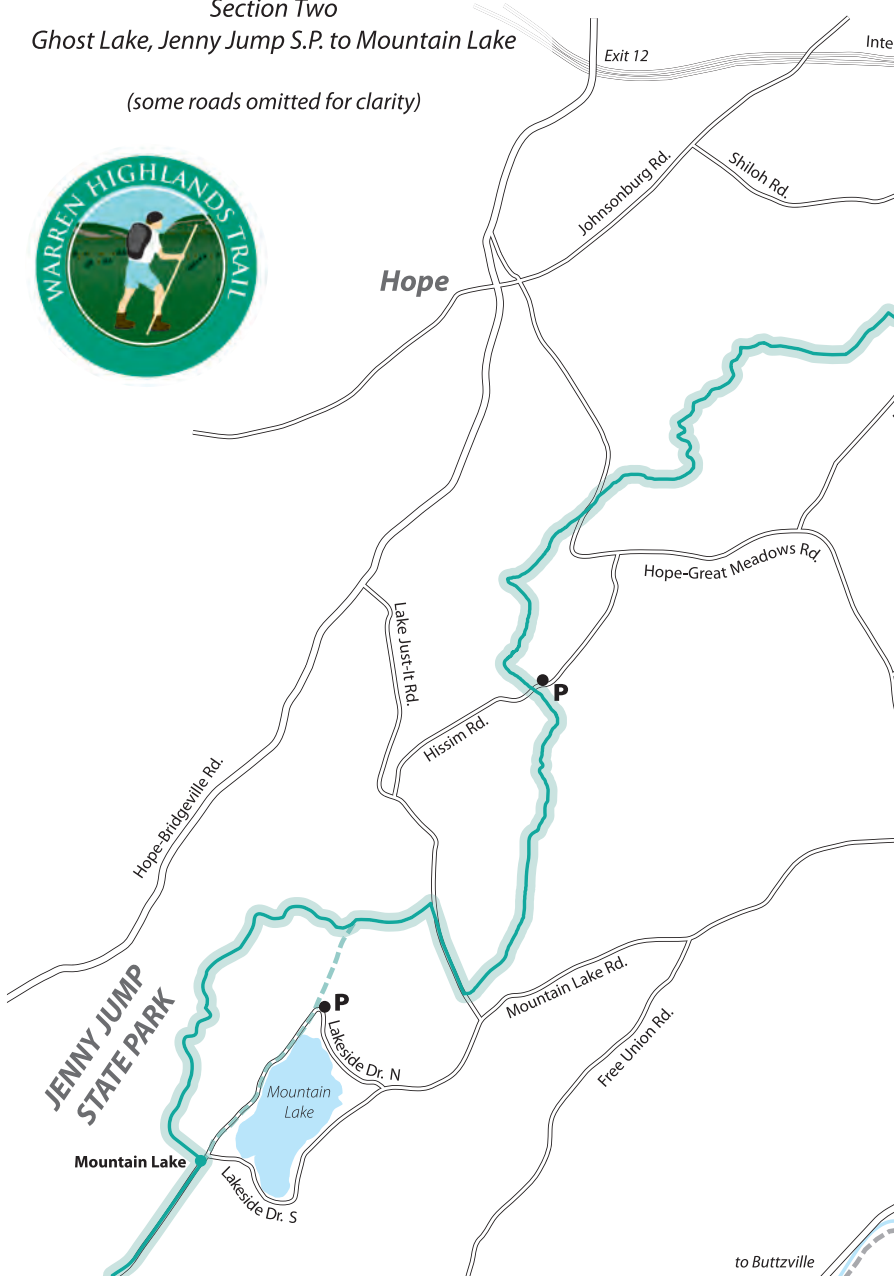 Section Two
Ghost Lake, Jenny Jump S.P. to Mountain Lake
(some roads omitted for clarity)
Exit 12
Inte
WARREN HIGHLANDS TRAIL
Johnsonburg Rd.
Shiloh Rd.
Hope
Hope-Great Meadows Rd.
Lake Just-It Rd.
P
Hissim Rd.
Hope-Bridgeville Rd.
Mountain Lake Rd.
JENNY JUMP
STATE PARK
P
Lakeside Dr. N
Free Union Rd.
Mountain
Lake
Mountain Lake
Lakeside Dr. S
to Buttzville